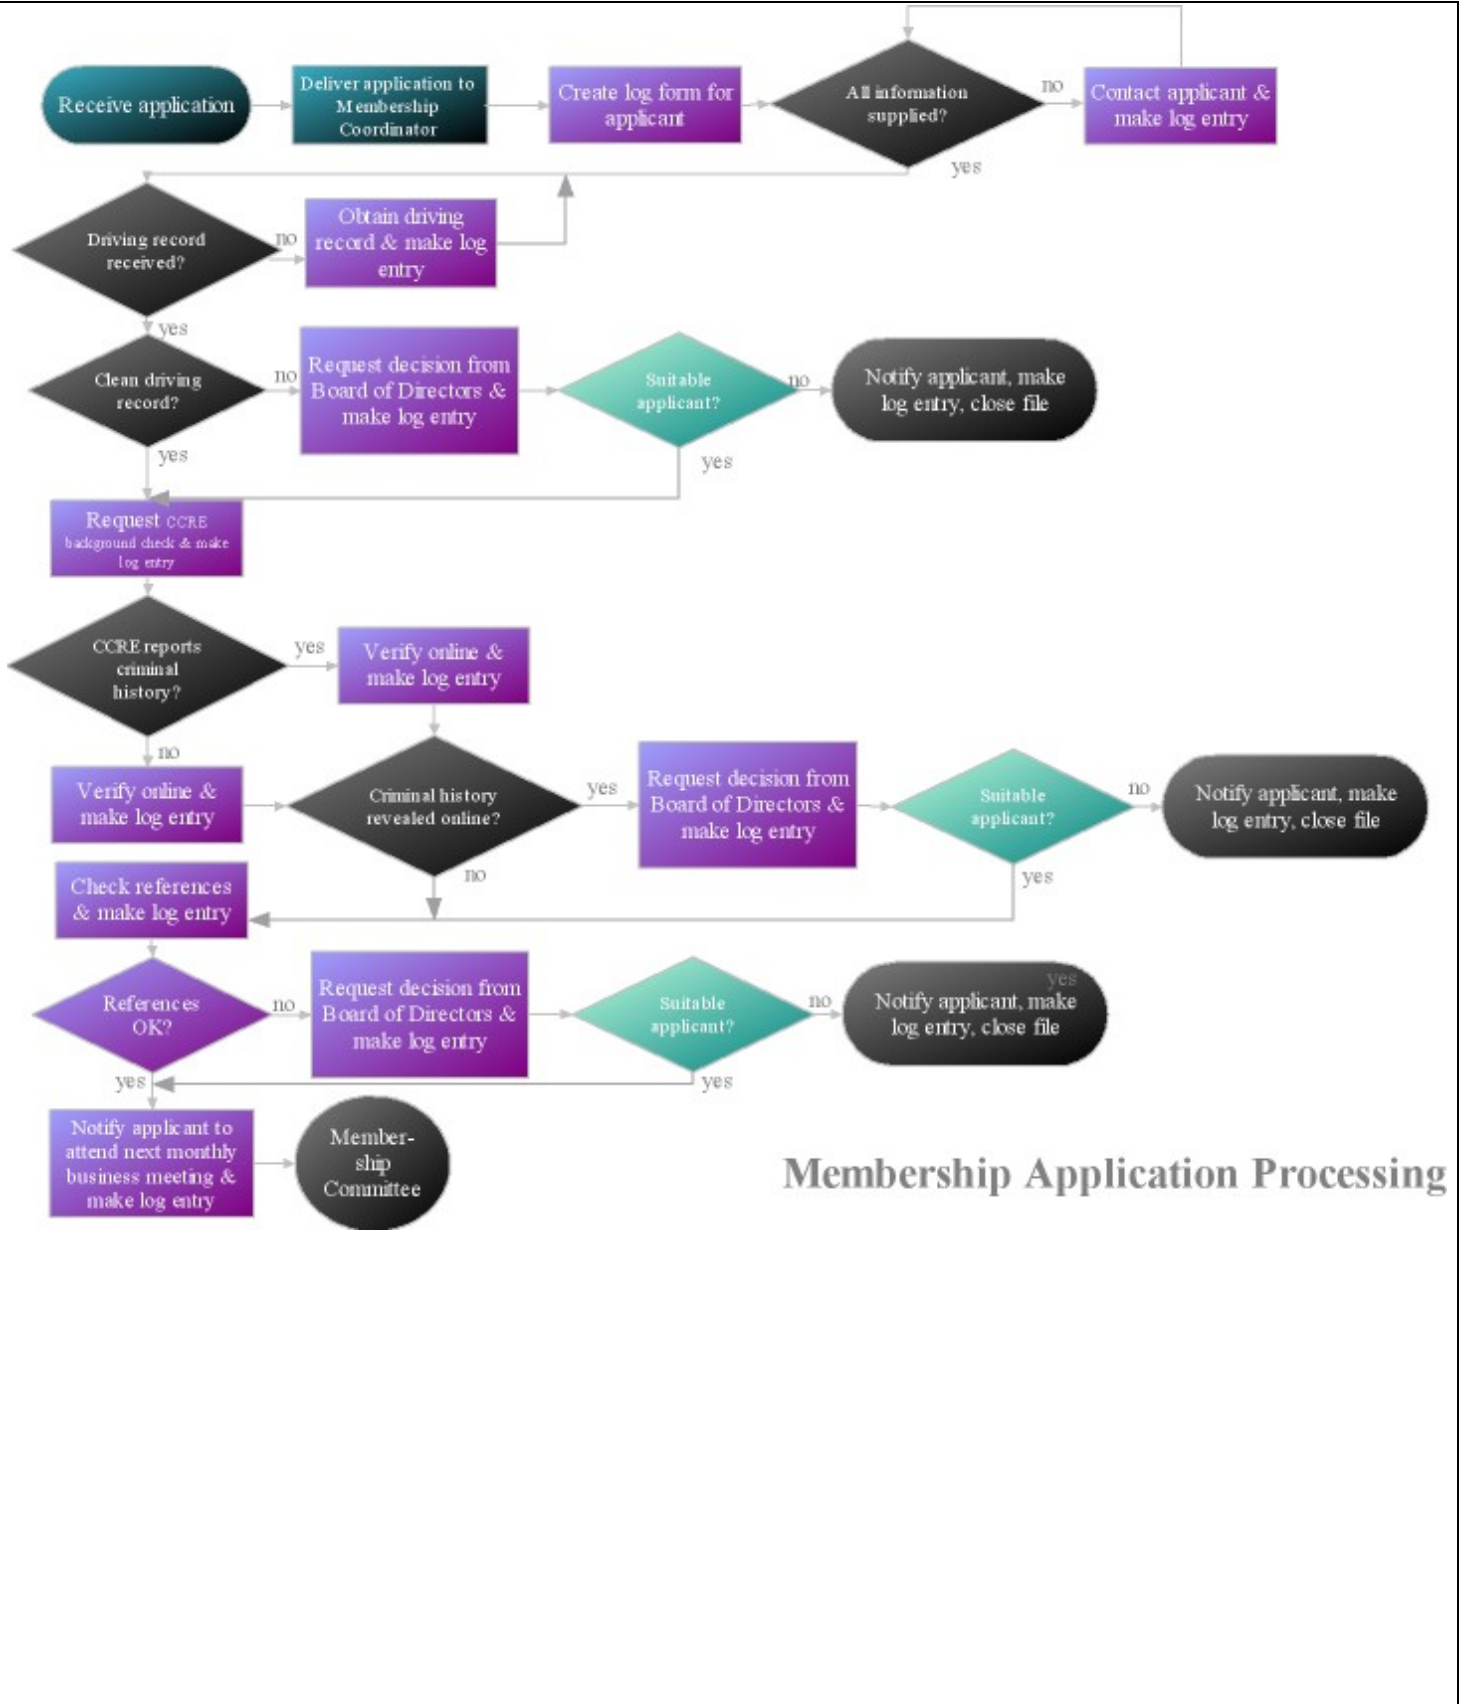 Receive application
Deliver application to
Membership
Coordinator
Create log form for
applicant
All information
supplied?
no
Contact applicant &
make log entry
yes
Driving record
received?
no
Obtain driving
record & make log
entry
yes
Clean driving
record?
no
Request decision from
Board of Directors &
make log entry
Suitable
applicant?
no
Notify applicant, make
log entry, close file
yes
yes
Request CCRE
background check & make
log entry
CCRE reports
criminal
history?
yes
Verify online &
make log entry
no
Verify online &
make log entry
Criminal history
revealed online?
yes
Request decision from
Board of Directors &
make log entry
Suitable
applicant?
no
Notify applicant, make
log entry, close file
no
yes
Check references
& make log entry
References
OK?
no
Request decision from
Board of Directors &
make log entry
Suitable
applicant?
no
yes
Notify applicant, make
log entry, close file
yes
yes
Notify applicant to
attend next monthly
business meeting &
make log entry
Member-
ship
Committee
Membership Application Processing